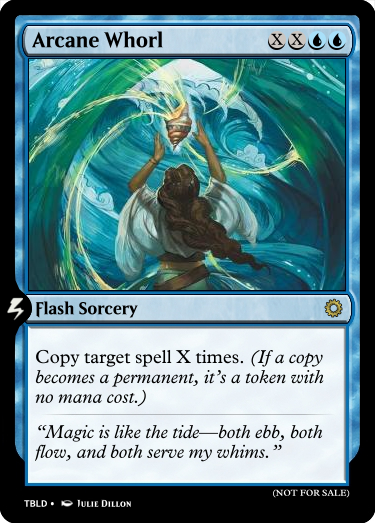 Arcane Whorl XXUU
Flash Sorcery
Copy target spell X times. (If a copy
becomes a permanent, it's a token with
no mana cost.)
“Magic is like the tide—both ebb, both
flow, and both serve my whims.”
(NOT FOR SALE)
TBLD • JULIE DILLON